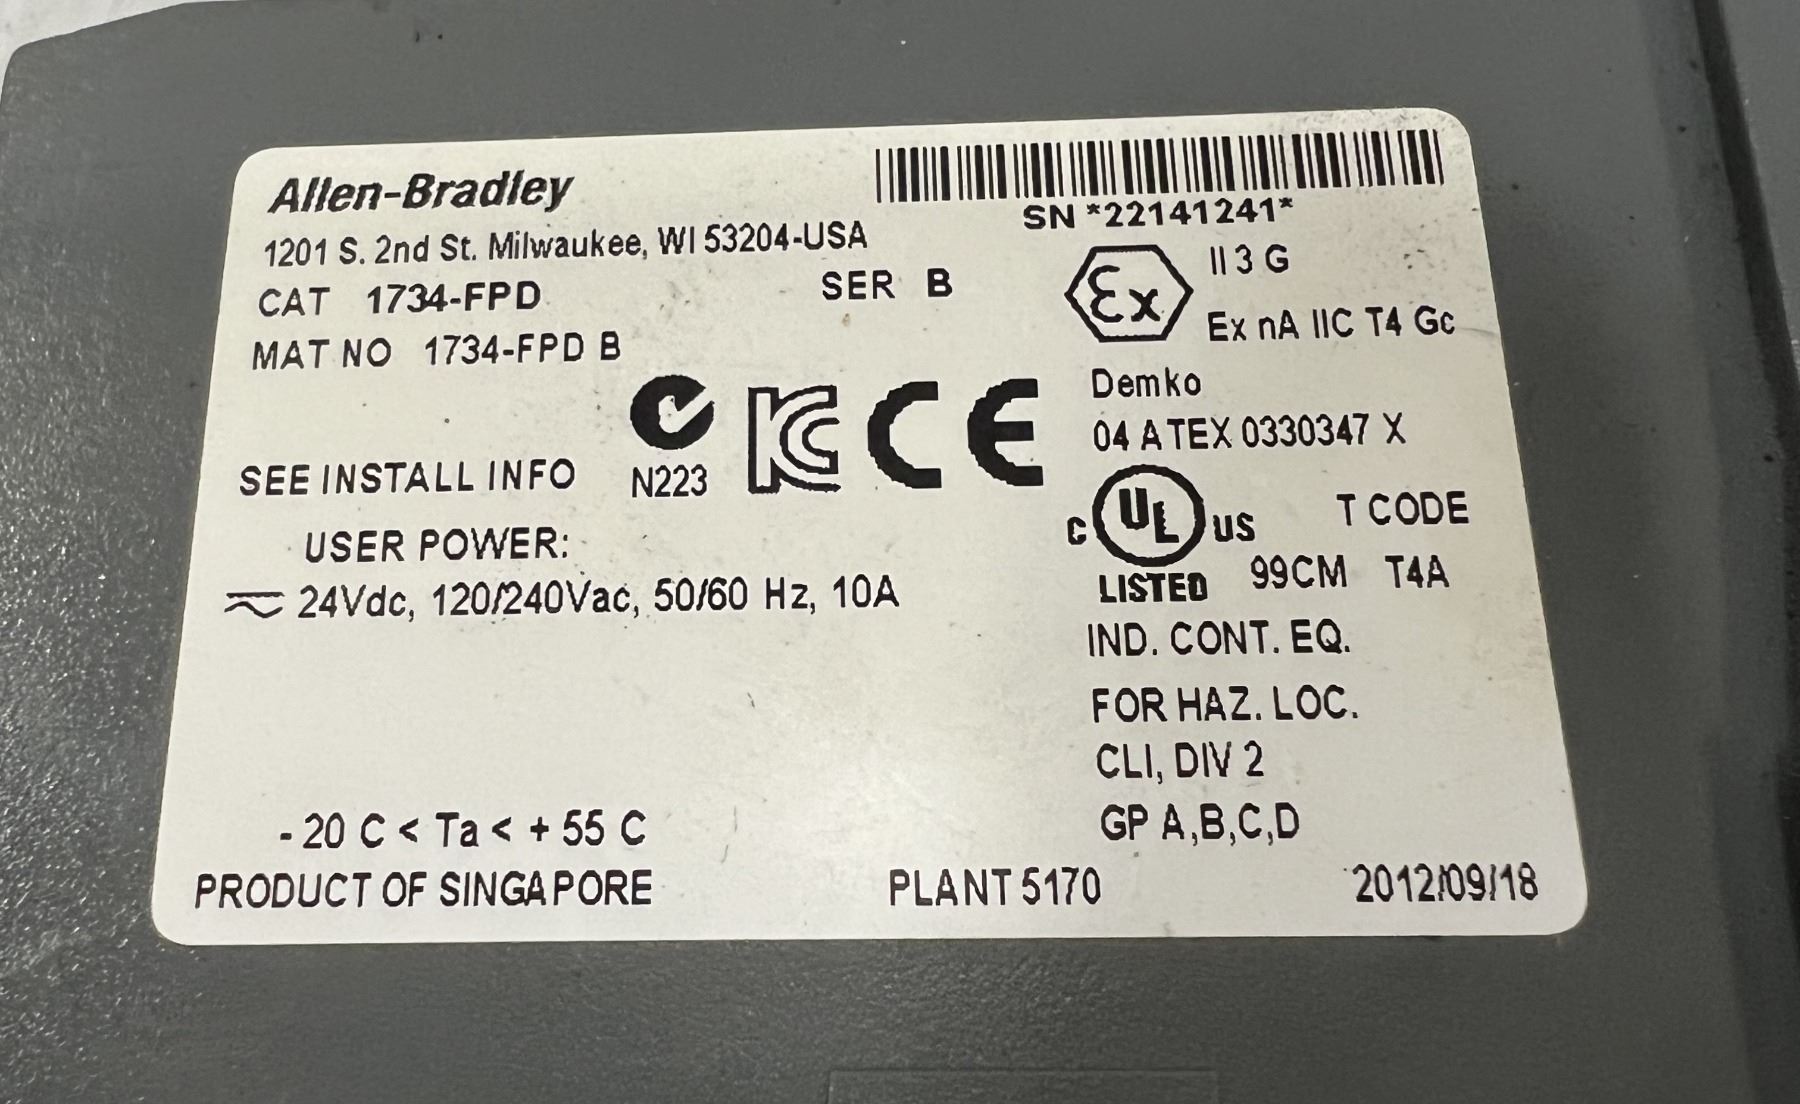 Allen-Bradley
1201 S. 2nd St. Milwaukee, WI 53204-USA
CAT 1734-FPD SER B
MAT NO 1734-FPD B
SN *22141241*
Ex II 3 G
Ex nA IIC T4 Gc
Demko
04 ATEX 0330347 X
SEE INSTALL INFO
N223
KC CE
USER POWER:
24Vdc, 120/240Vac, 50/60 Hz, 10A
C UL US T CODE
LISTED 99CM T4A
IND. CONT. EQ.
FOR HAZ. LOC.
CLI, DIV 2
GP A,B,C,D
- 20 C < Ta < + 55 C
PRODUCT OF SINGAPORE PLANT 5170 2012/09/18